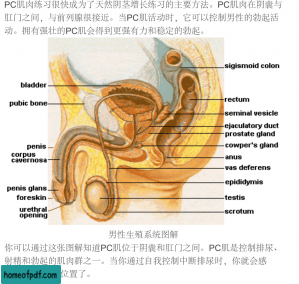 PC肌肉练习很快成为了天然阴茎增长练习的主要方法。PC肌肉在阴囊与
肛门之间，与前列腺很接近。当PC肌活动时，它可以控制男性的勃起活
动。拥有强壮的PC肌会得到更强有力和稳定的勃起。
sigismoid colon
bladder
pubic bone
rectum
seminal vesicle
ejaculatory duct
prostate gland
cowper's gland
penis
corpus
cavernosa
anus
vas deferens
penis glans
epididymis
foreskin
testis
urethral
opening
scrotum
男性生殖系统图解
你可以通过这张图解知道PC肌位于阴囊和肛门之间。PC肌是控制排尿、
射精和勃起的肌肉群之一。当你通过自我控制中断排尿时，你就会感
位置了。
homeofpdf.com